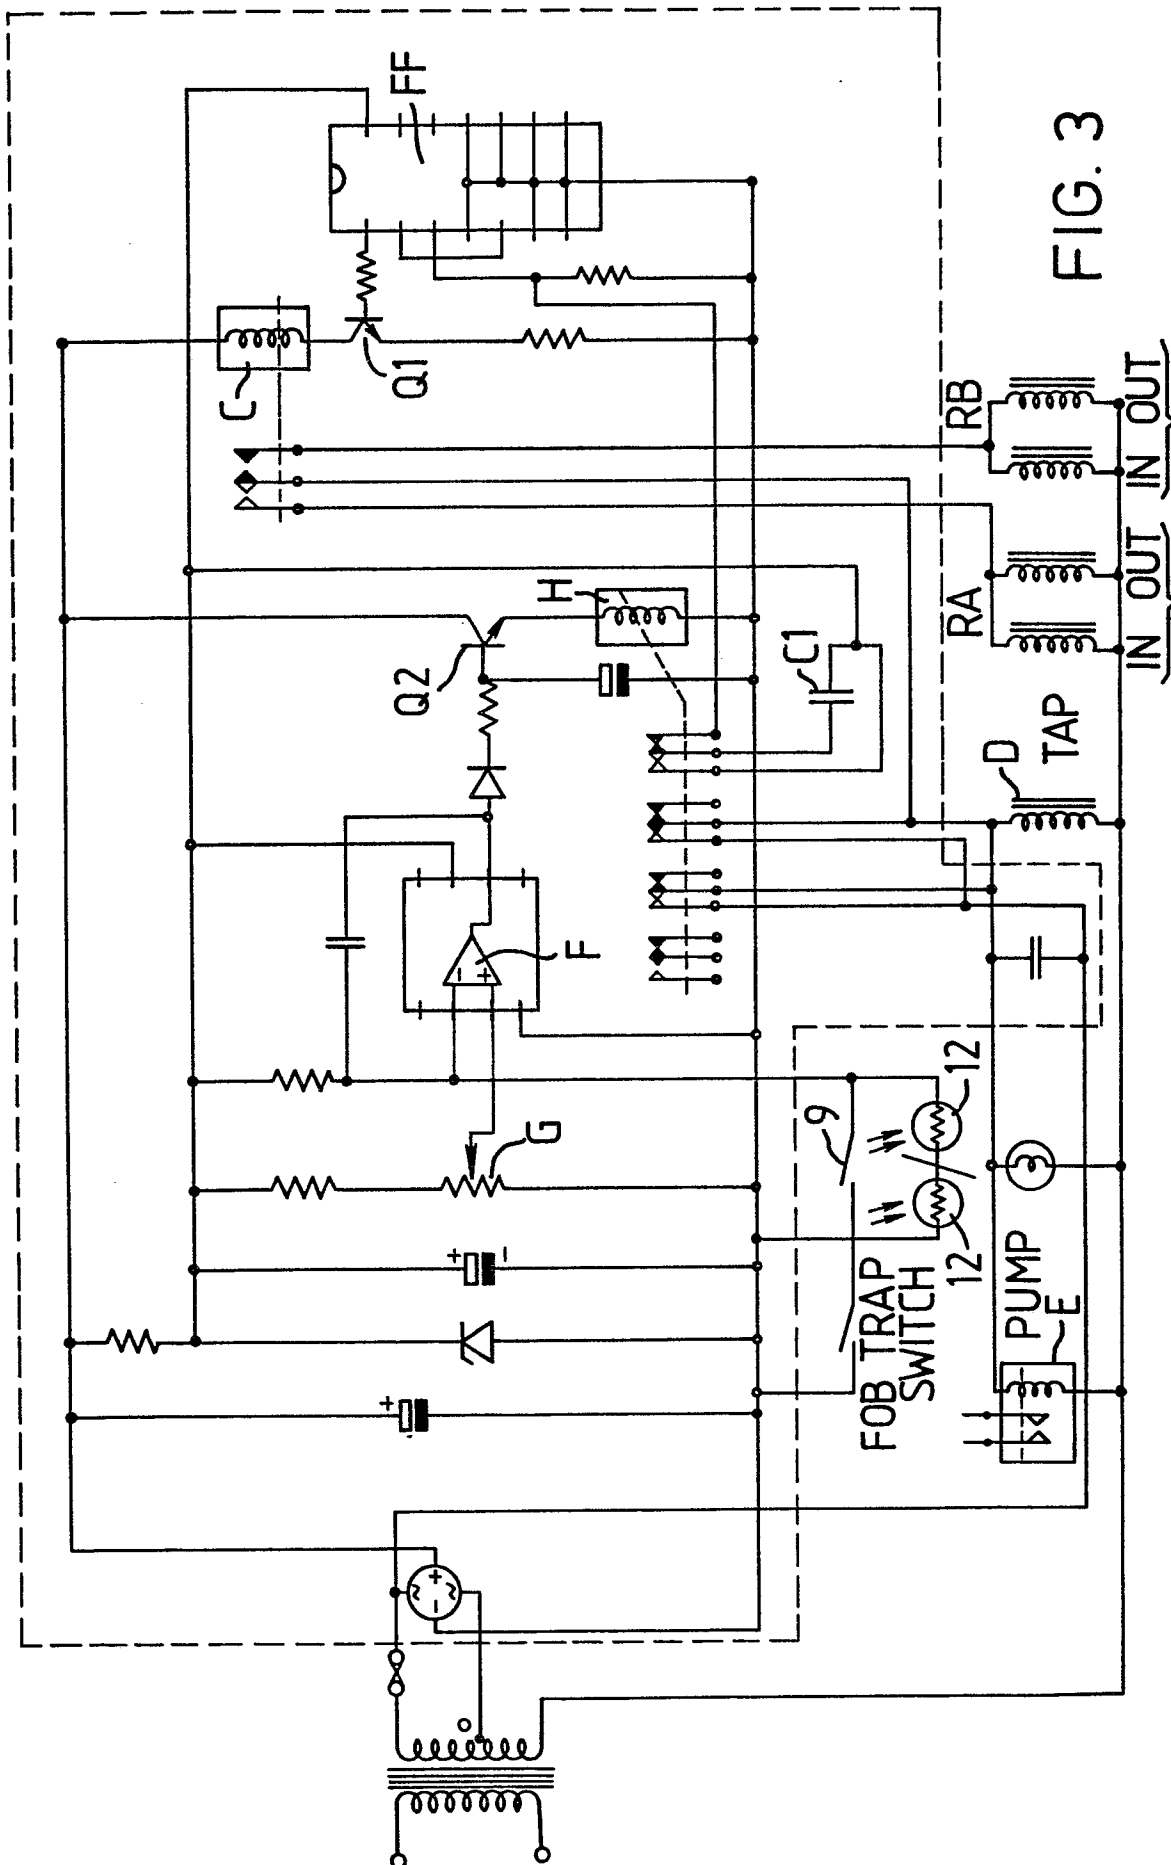 FF
C
Q1
H
Q2
C1
F
G
RB
IN OUT
RA
IN OUT
D
TAP
9
12
12
FOB TRAP
SWITCH
PUMP
E
+
-
+
-
+
+
-
FIG. 3